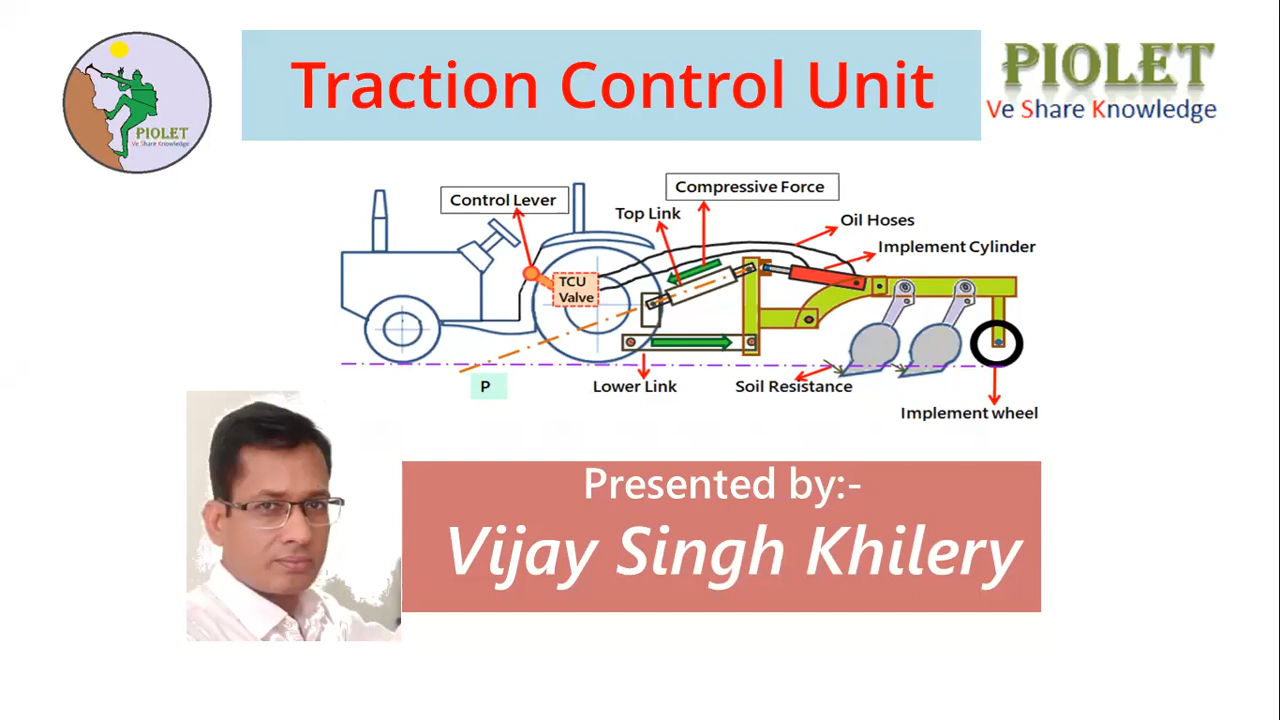 Traction Control Unit
PIOLET
Ve Share Knowledge
PIOLET
Ve Share Knowledge
Compressive Force
Control Lever
Top Link
Oil Hoses
Implement Cylinder
TCU
Valve
P
Lower Link
Soil Resistance
Implement wheel
Presented by:-
Vijay Singh Khilery